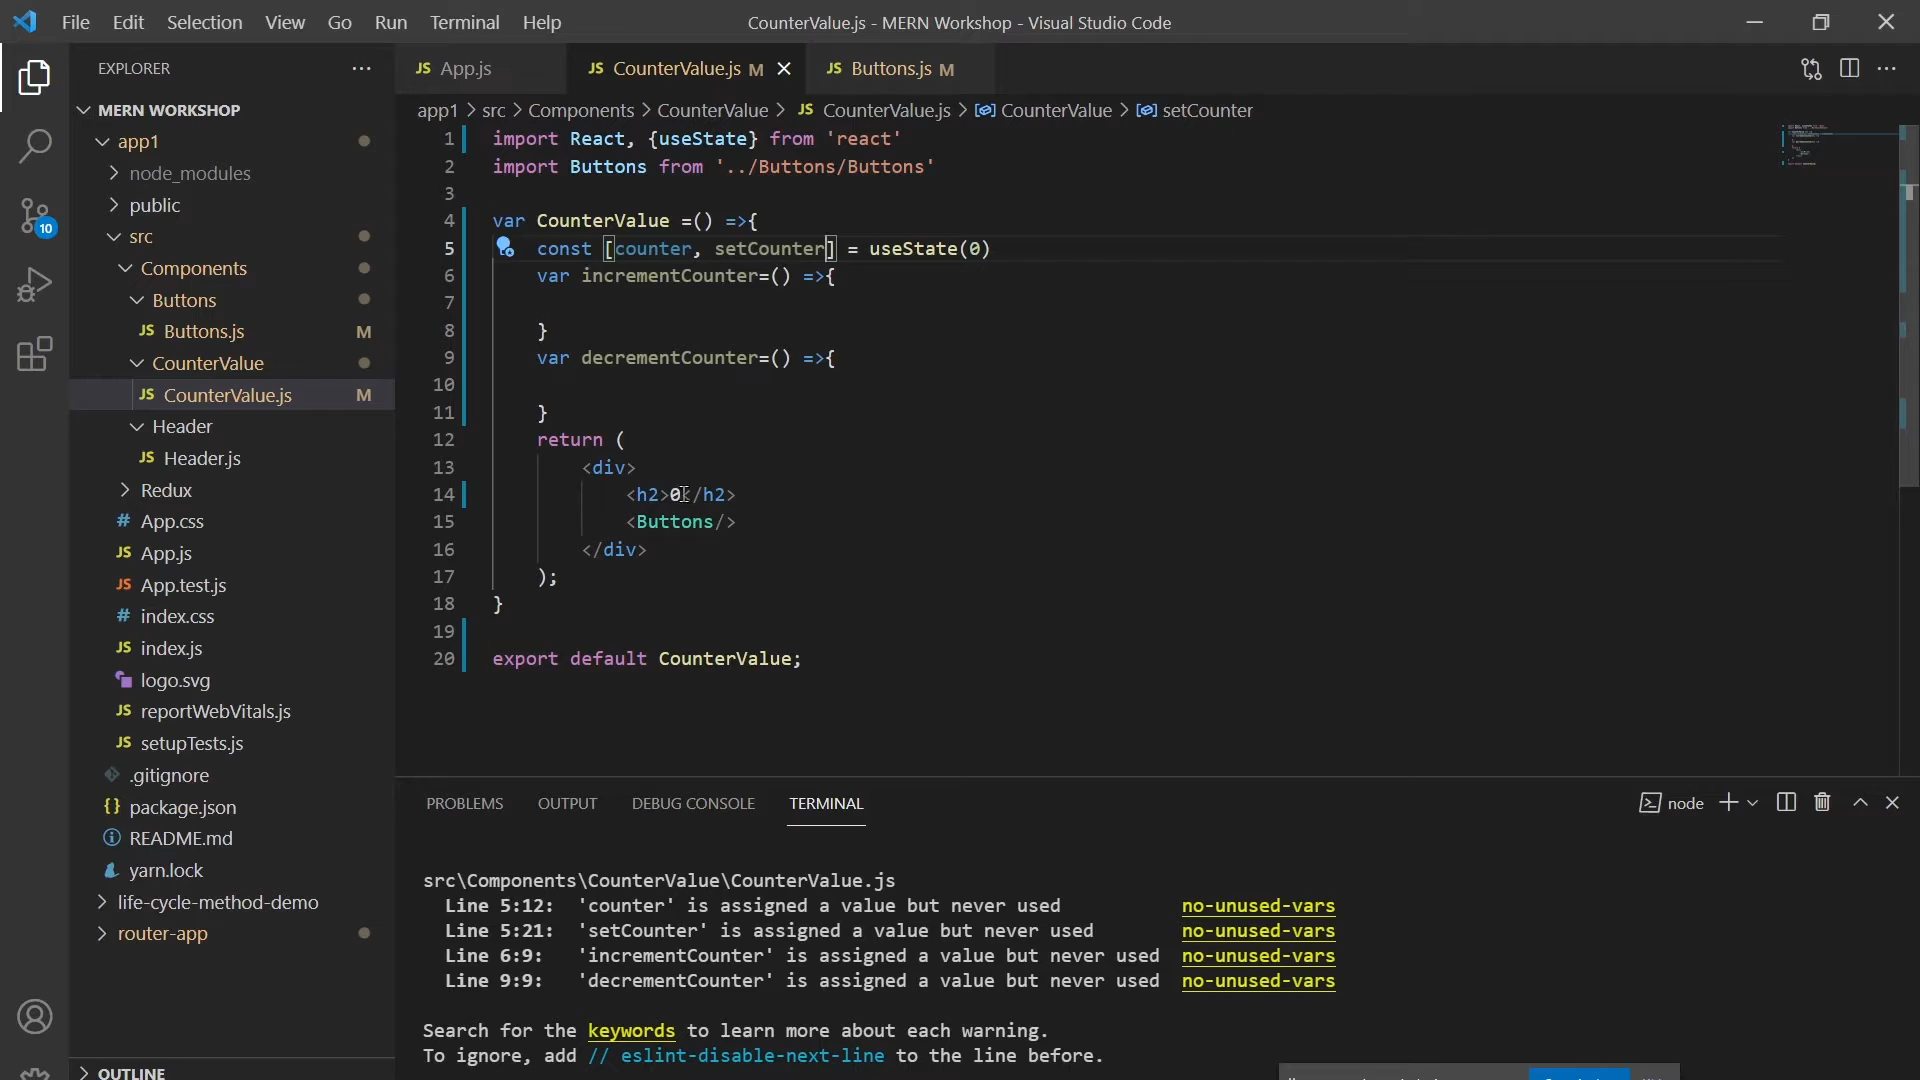 File Edit Selection View Go Run Terminal Help
CounterValue.js - MERN Workshop - Visual Studio Code
EXPLORER
MERN WORKSHOP
app1
node_modules
public
src
Components
Buttons
JS Buttons.js M
CounterValue
JS CounterValue.js M
Header
JS Header.js
Redux
# App.css
JS App.js
JS App.test.js
# index.css
JS index.js
logo.svg
JS reportWebVitals.js
JS setupTests.js
.gitignore
{} package.json
README.md
yarn.lock
life-cycle-method-demo
router-app
OUTLINE
10
JS App.js
JS CounterValue.js M
JS Buttons.js M
app1 > src > Components > CounterValue > JS CounterValue.js > CounterValue > setCounter
1 import React, {useState} from 'react'
2 import Buttons from '../Buttons/Buttons'
3
4 var CounterValue =() =>{
5 const [counter, setCounter] = useState(0)
6 var incrementCounter=() =>{
7
8 }
9 var decrementCounter=() =>{
10
11 }
12 return (
13 <div>
14 <h2>0</h2>
15 <Buttons/>
16 </div>
17 );
18 }
19
20 export default CounterValue;
PROBLEMS OUTPUT DEBUG CONSOLE TERMINAL
node
src\Components\CounterValue\CounterValue.js
Line 5:12: 'counter' is assigned a value but never used no-unused-vars
Line 5:21: 'setCounter' is assigned a value but never used no-unused-vars
Line 6:9: 'incrementCounter' is assigned a value but never used no-unused-vars
Line 9:9: 'decrementCounter' is assigned a value but never used no-unused-vars
Search for the keywords to learn more about each warning.
To ignore, add // eslint-disable-next-line to the line before.